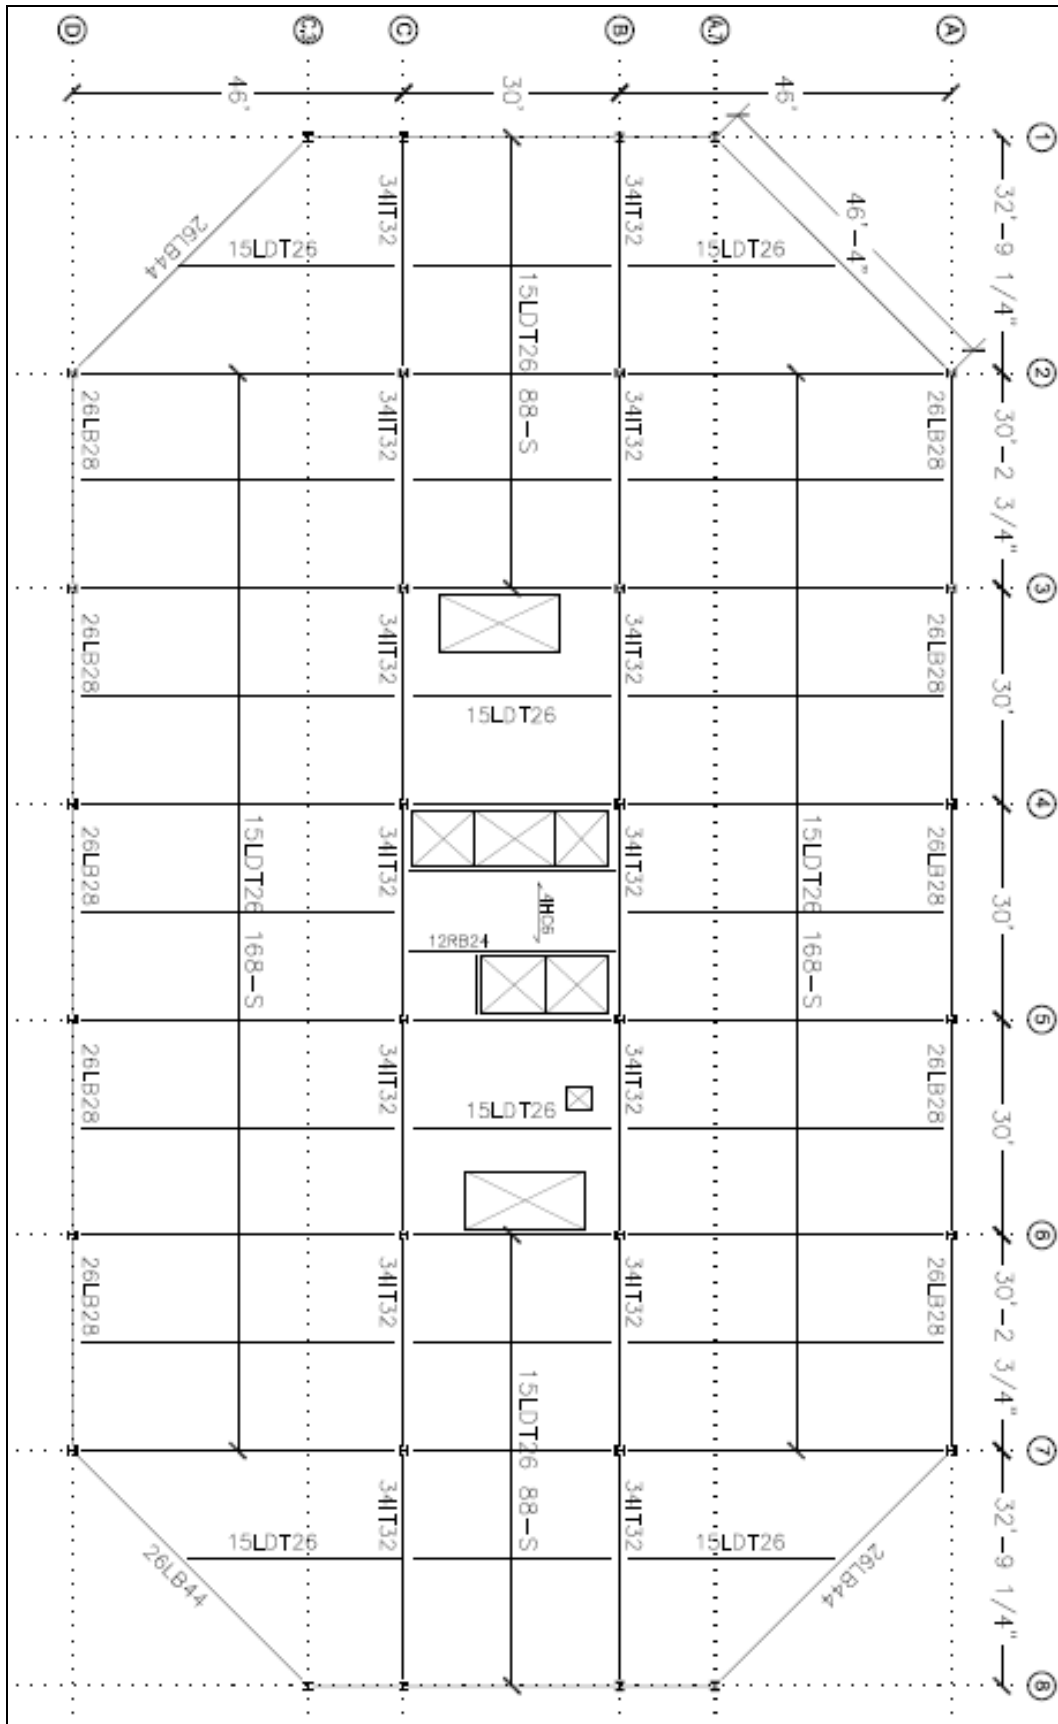 D
C.3
C
B
A.7
A
46'
30'
46'
1
32'-9 1/4"
34IT32
34IT32
46'-4"
26LB44
15LDT26
15LDT26
15LDT26 88-S
2
30'-2 3/4"
26LB28
34IT32
34IT32
26LB28
3
30'
26LB28
34IT32
34IT32
26LB28
15LDT26
4
30'
26LB28
15LDT26 168-S
34IT32
34IT32
15LDT26 168-S
26LB28
4HC6
12RB24
5
30'
26LB28
34IT32
34IT32
26LB28
15LDT26
6
30'-2 3/4"
26LB28
34IT32
34IT32
26LB28
15LDT26 88-S
7
32'-9 1/4"
34IT32
34IT32
15LDT26
15LDT26
26LB44
26LB44
8